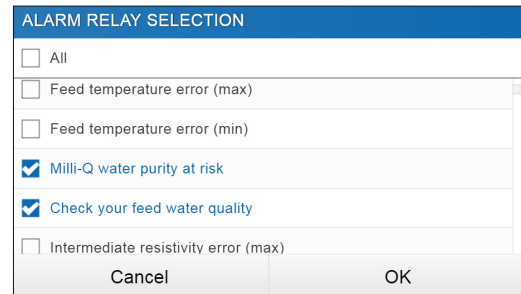 ALARM RELAY SELECTION
All
Feed temperature error (max)
Feed temperature error (min)
Milli-Q water purity at risk
Check your feed water quality
Intermediate resistivity error (max)
Cancel OK